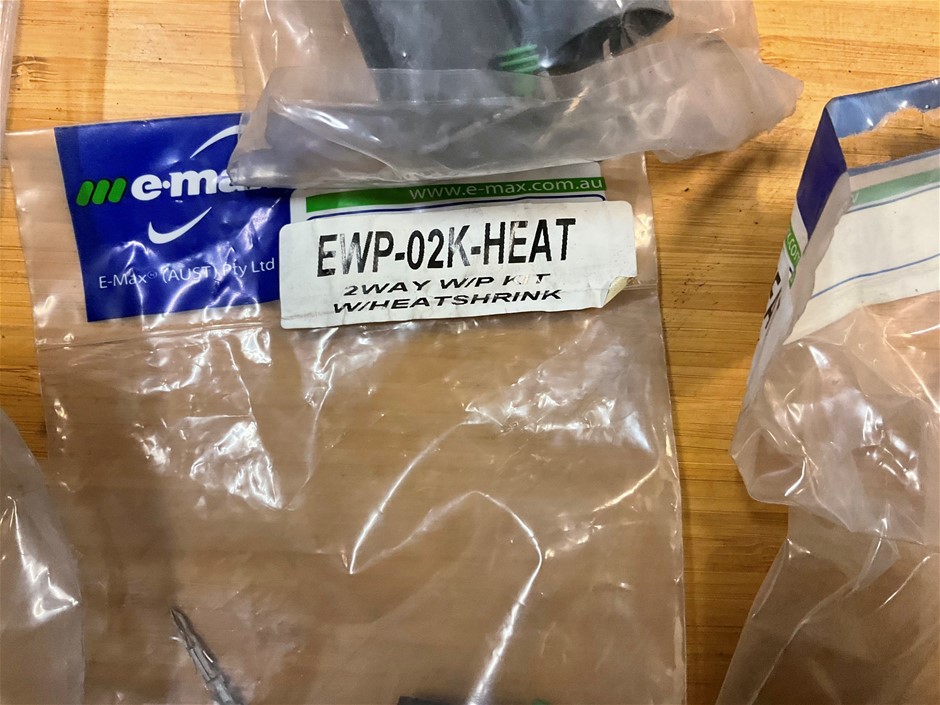 e·max
www.e-max.com.au
E-Max (AUST) Pty Ltd
EWP-02K-HEAT
2WAY W/P KIT
W/HEATSHRINK